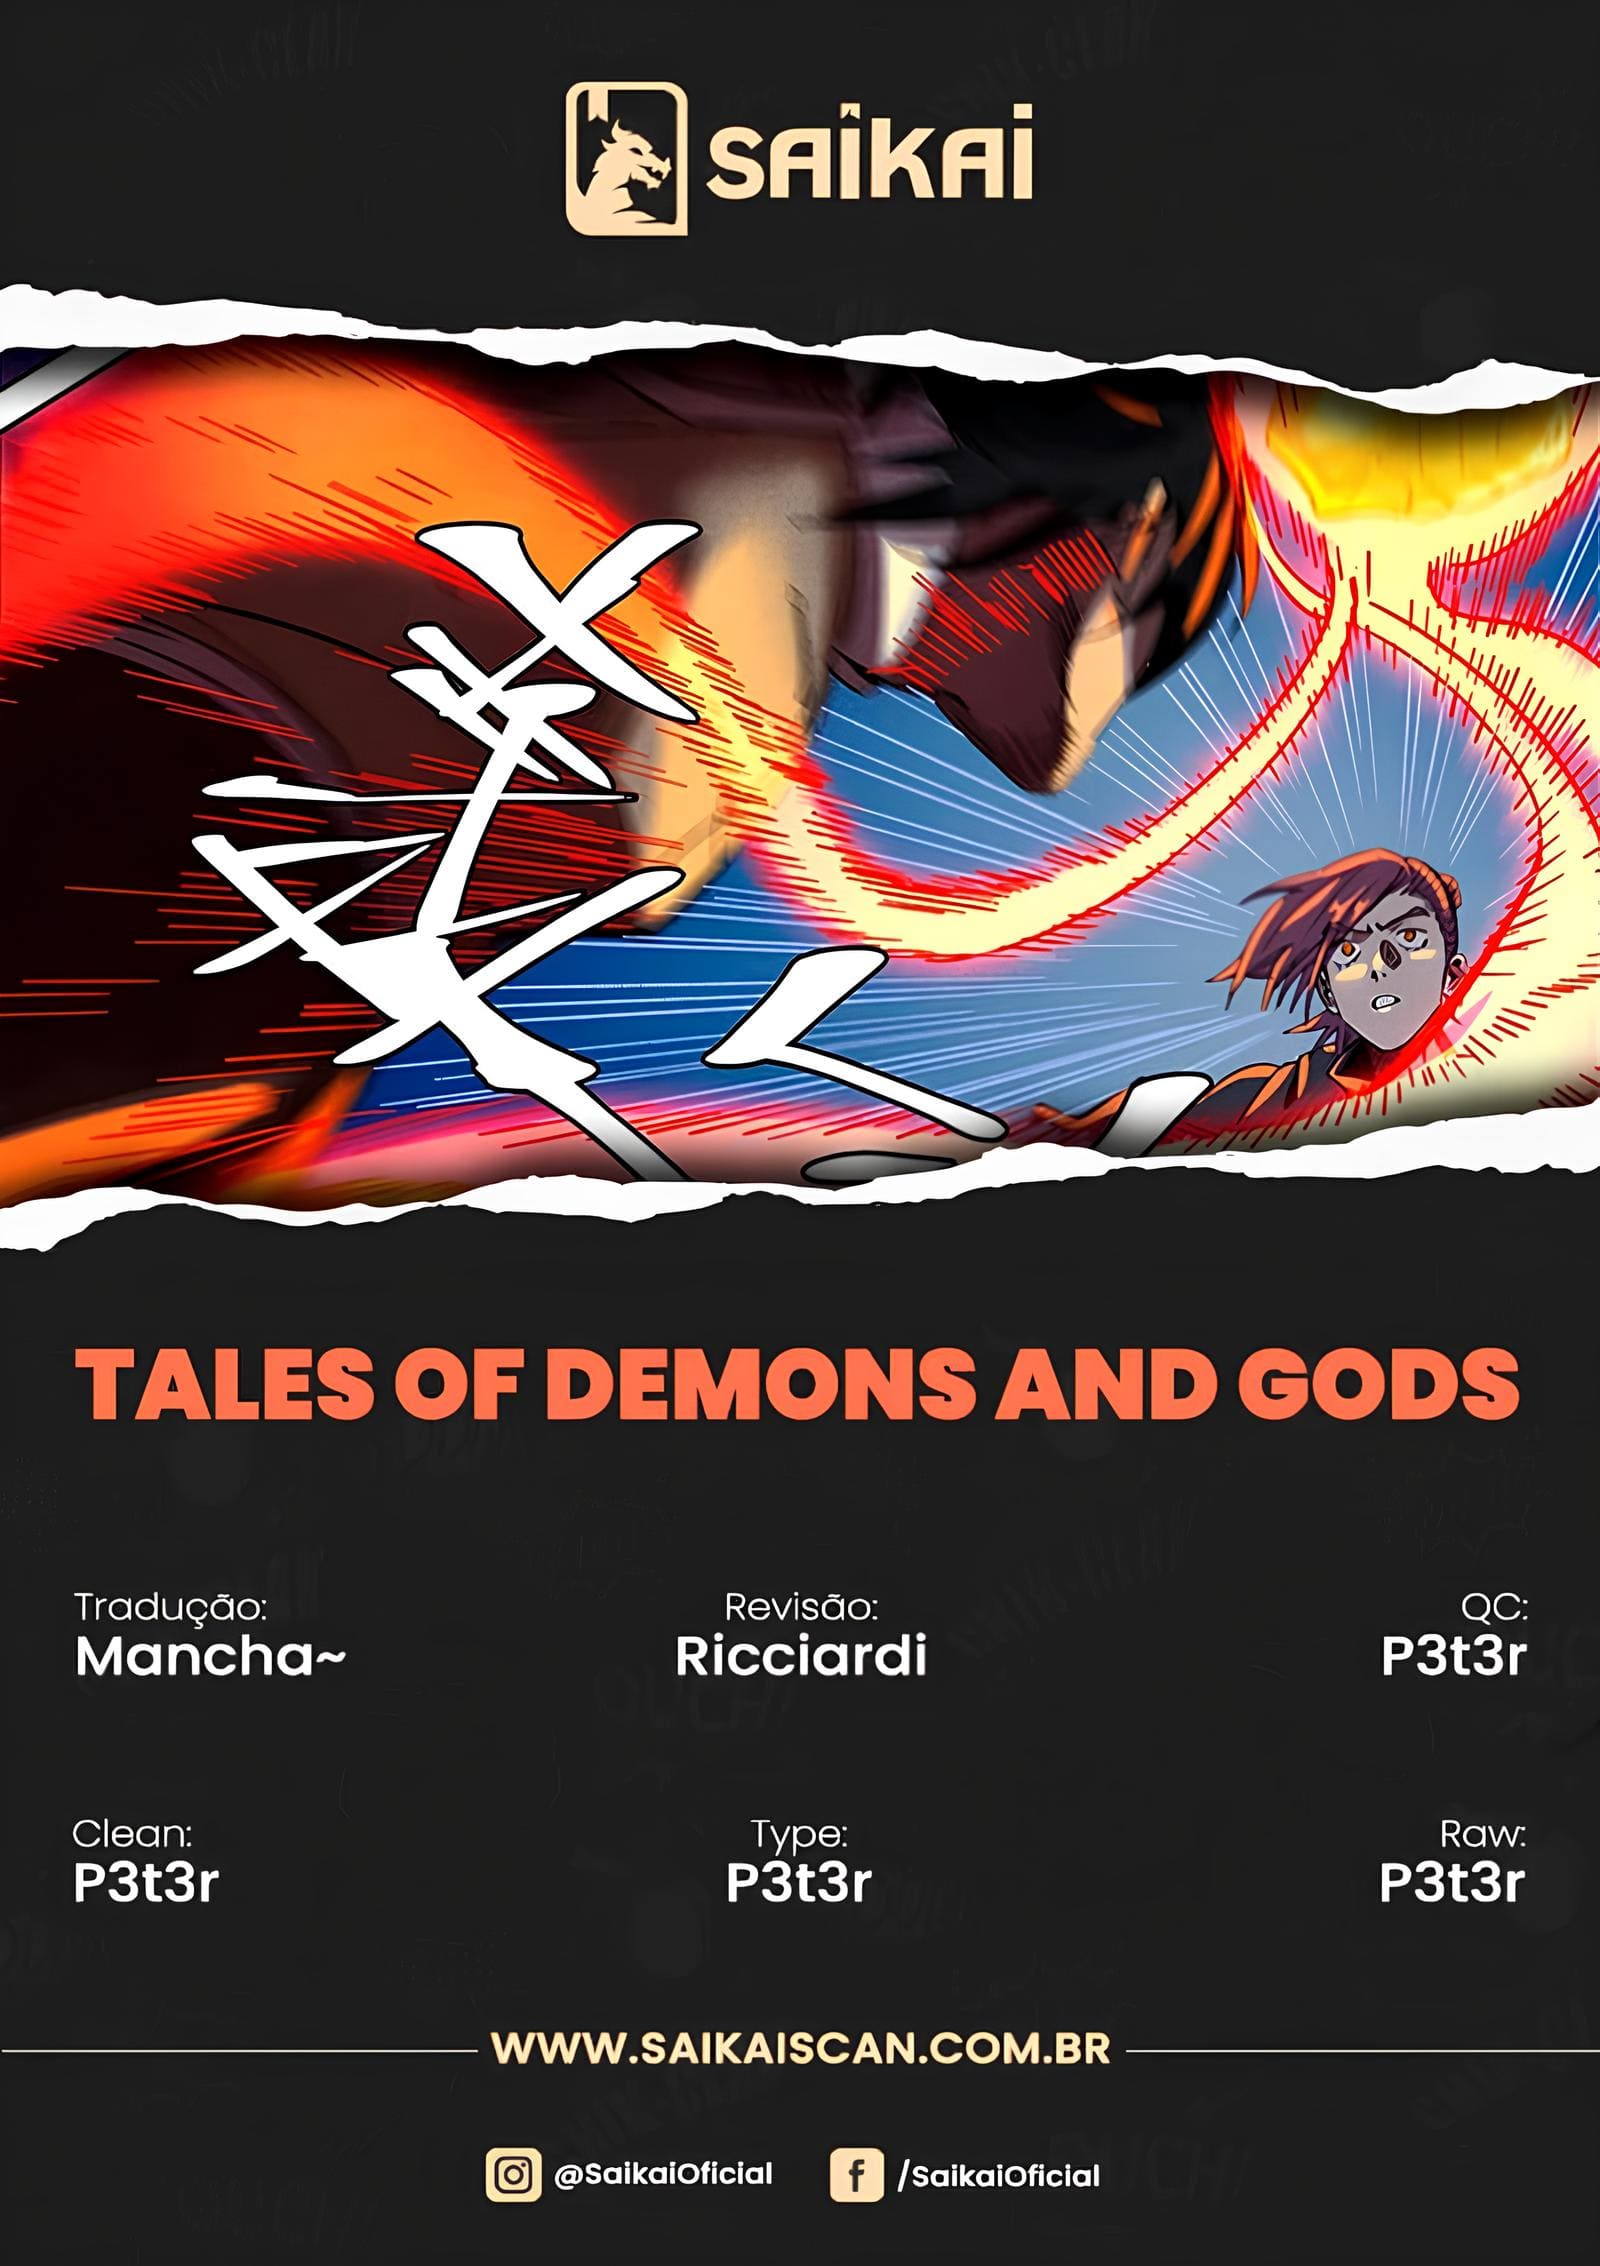 SAIKAI
TALES OF DEMONS AND GODS
Tradução:
Mancha~
Revisão:
Ricciardi
QC:
P3t3r
Clean:
P3t3r
Type:
P3t3r
Raw:
P3t3r
WWW.SAIKAISCAN.COM.BR
@SaikaiOficial
/SaikaiOficial